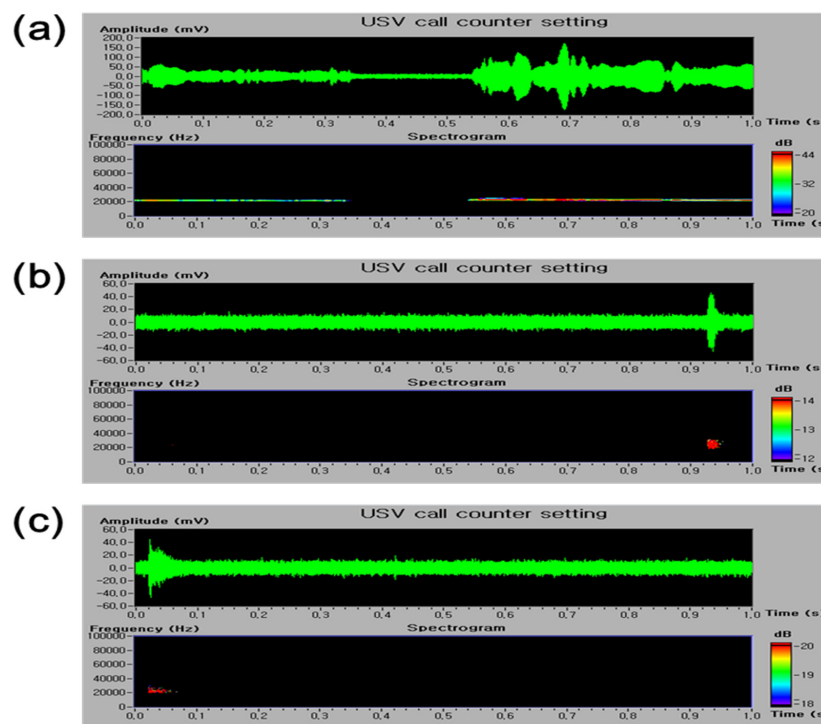 (a)
USV call counter setting
Amplitude (mV)
200.0
150.0
100.0
50.0
0.0
-50.0
-100.0
-150.0
-200.0
0.0 0.1 0.2 0.3 0.4 0.5 0.6 0.7 0.8 0.9 1.0
Time (s
Frequency (Hz) Spectrogram
dB
100000
80000
60000
40000
20000
0
44
32
20
0.0 0.1 0.2 0.3 0.4 0.5 0.6 0.7 0.8 0.9 1.0
Time (s
(b)
USV call counter setting
Amplitude (mV)
60.0
40.0
20.0
0.0
-20.0
-40.0
-60.0
0.0 0.1 0.2 0.3 0.4 0.5 0.6 0.7 0.8 0.9 1.0
Time (s
Frequency (Hz) Spectrogram
dB
100000
80000
60000
40000
20000
0
14
13
12
0.0 0.1 0.2 0.3 0.4 0.5 0.6 0.7 0.8 0.9 1.0
Time (s
(c)
USV call counter setting
Amplitude (mV)
60.0
40.0
20.0
0.0
-20.0
-40.0
-60.0
0.0 0.1 0.2 0.3 0.4 0.5 0.6 0.7 0.8 0.9 1.0
Time (s
Frequency (Hz) Spectrogram
dB
100000
80000
60000
40000
20000
0
20
19
18
0.0 0.1 0.2 0.3 0.4 0.5 0.6 0.7 0.8 0.9 1.0
Time (s